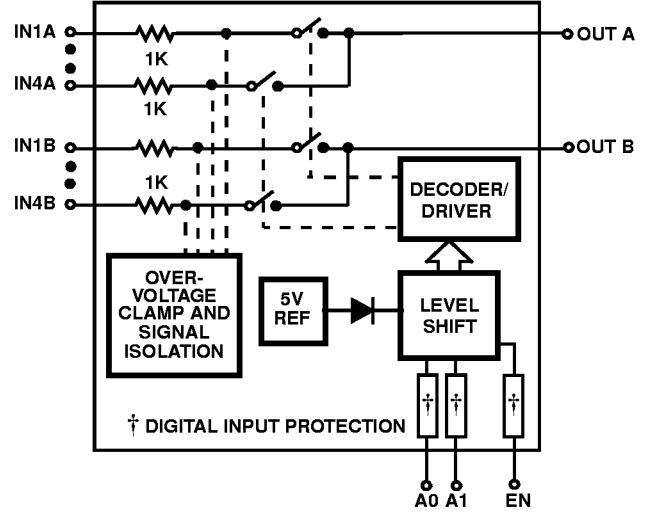 IN1A
1K
OUT A
IN4A
1K
IN1B
OUT B
1K
IN4B
DECODER/
DRIVER
OVER-
VOLTAGE
CLAMP AND
SIGNAL
ISOLATION
5V
REF
LEVEL
SHIFT
† † †
† DIGITAL INPUT PROTECTION
A0 A1 EN